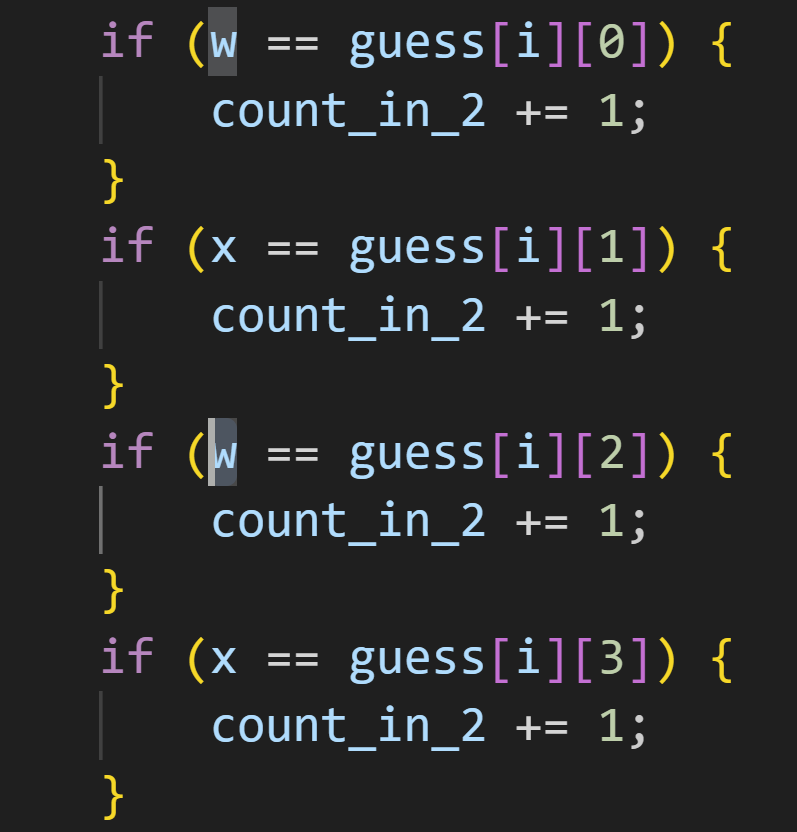 if (w == guess[i][0]) {
    count_in_2 += 1;
}
if (x == guess[i][1]) {
    count_in_2 += 1;
}
if (w == guess[i][2]) {
    count_in_2 += 1;
}
if (x == guess[i][3]) {
    count_in_2 += 1;
}